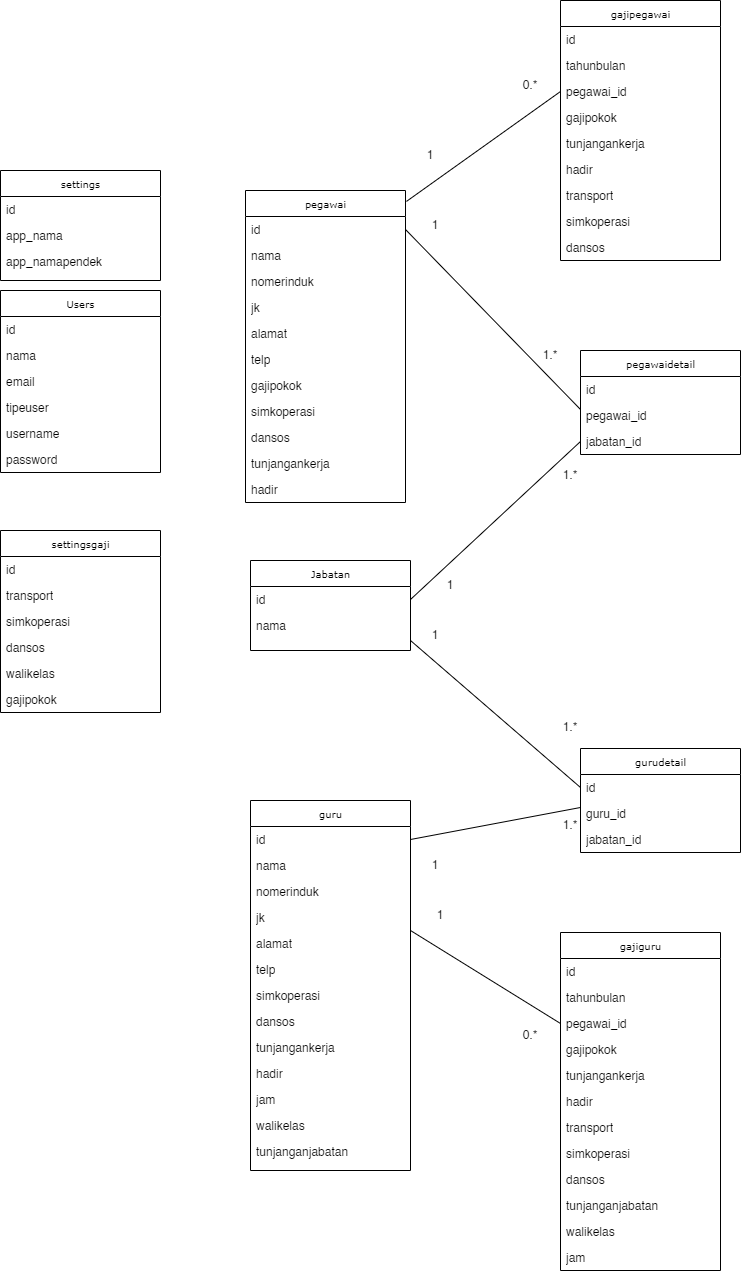 settings
id
app_nama
app_namapendek
Users
id
nama
email
tipeuser
username
password
settingsgaji
id
transport
simkoperasi
dansos
walikelas
gajipokok
pegawai
id
nama
nomerinduk
jk
alamat
telp
gajipokok
simkoperasi
dansos
tunjangankerja
hadir
1
0.*
gajipegawai
id
tahunbulan
pegawai_id
gajipokok
tunjangankerja
hadir
transport
simkoperasi
dansos
1
1.*
pegawaidetail
id
pegawai_id
jabatan_id
1.*
1
Jabatan
id
nama
1
1.*
gurudetail
id
guru_id
jabatan_id
1.*
1
guru
id
nama
nomerinduk
jk
alamat
telp
simkoperasi
dansos
tunjangankerja
hadir
jam
walikelas
tunjanganjabatan
1
0.*
gajiguru
id
tahunbulan
pegawai_id
gajipokok
tunjangankerja
hadir
transport
simkoperasi
dansos
tunjanganjabatan
walikelas
jam